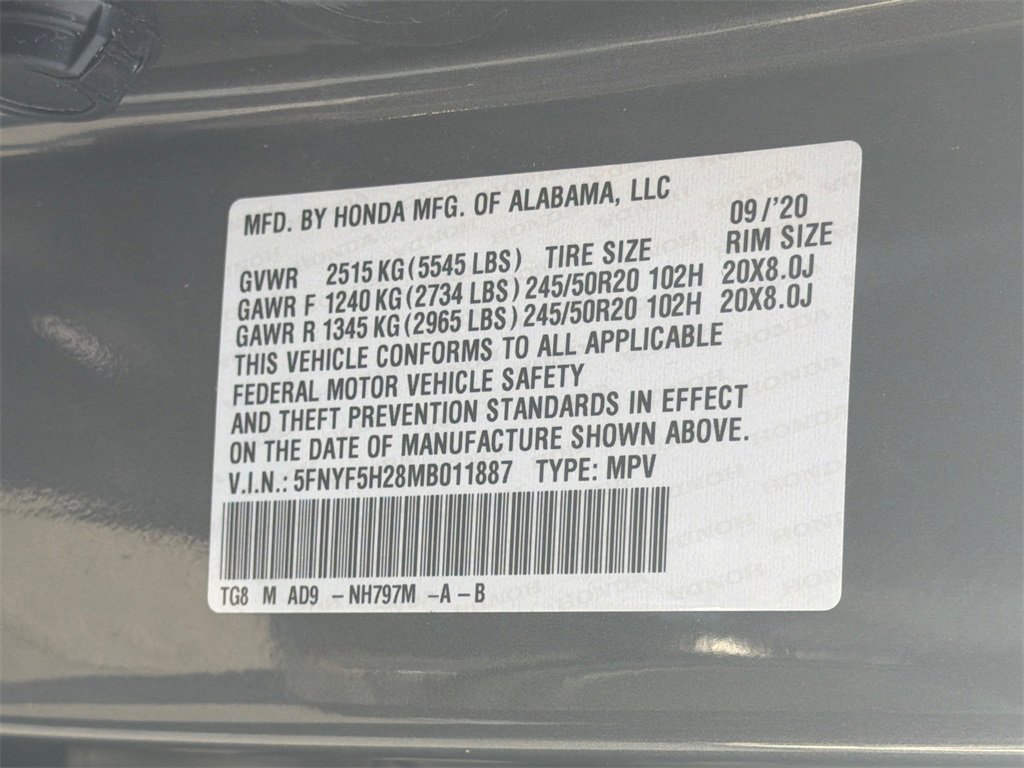 MFD. BY HONDA MFG. OF ALABAMA, LLC 09/'20
GVWR 2515 KG (5545 LBS) TIRE SIZE RIM SIZE
GAWR F 1240 KG (2734 LBS) 245/50R20 102H 20X8.0J
GAWR R 1345 KG (2965 LBS) 245/50R20 102H 20X8.0J
THIS VEHICLE CONFORMS TO ALL APPLICABLE
FEDERAL MOTOR VEHICLE SAFETY
AND THEFT PREVENTION STANDARDS IN EFFECT
ON THE DATE OF MANUFACTURE SHOWN ABOVE.
V.I.N.: 5FNYF5H28MB011887 TYPE: MPV
TG8 M AD9 - NH797M - A - B